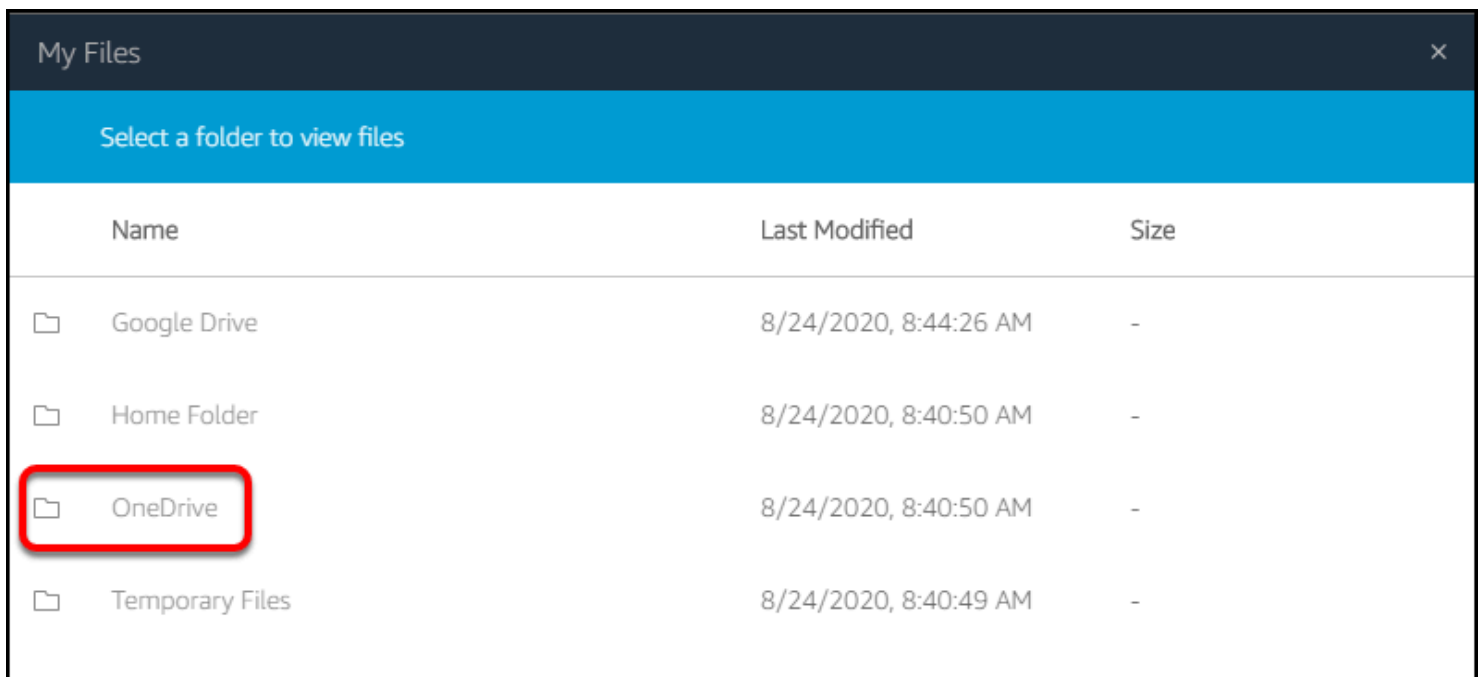 My Files ×
Select a folder to view files
Name Last Modified Size
Google Drive 8/24/2020, 8:44:26 AM -
Home Folder 8/24/2020, 8:40:50 AM -
OneDrive 8/24/2020, 8:40:50 AM -
Temporary Files 8/24/2020, 8:40:49 AM -